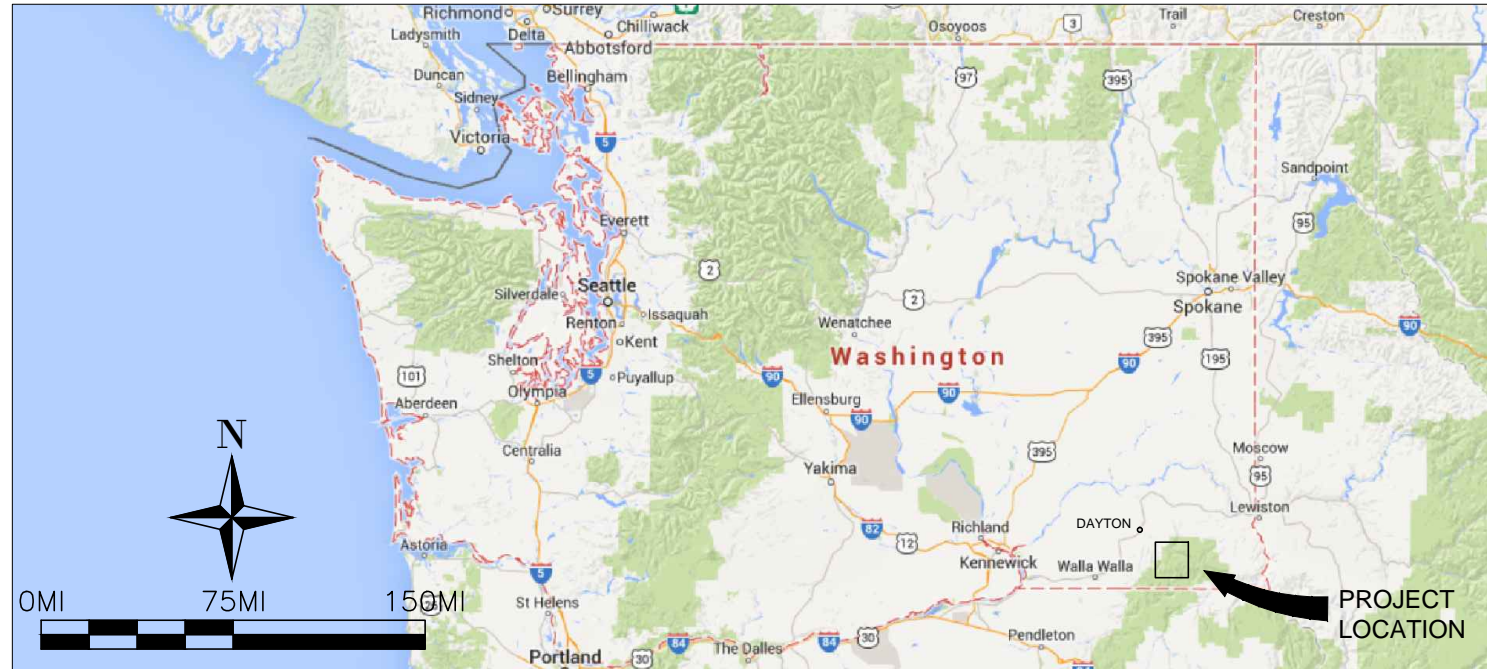 Richmond
Surrey
Chilliwack
Osoyoos
3
Trail
Creston
Ladysmith
Delta
Abbotsford
Duncan
Bellingham
97
395
Sidney
Victoria
5
Sandpoint
Everett
95
2
Spokane Valley
Silverdale
Seattle
2
Spokane
Issaquah
Renton
Wenatchee
90
Kent
Washington
395
195
Shelton
101
5
Puyallup
90
90
90
Olympia
Ellensburg
Aberdeen
90
N
Centralia
395
Moscow
Yakima
95
Lewiston
82
Richland
DAYTON
12
Astoria
Kennewick
Walla Walla
5
0MI 75MI 150MI
26
St Helens
PROJECT
LOCATION
84
30
84
30
Pendleton
The Dalles
Portland
84